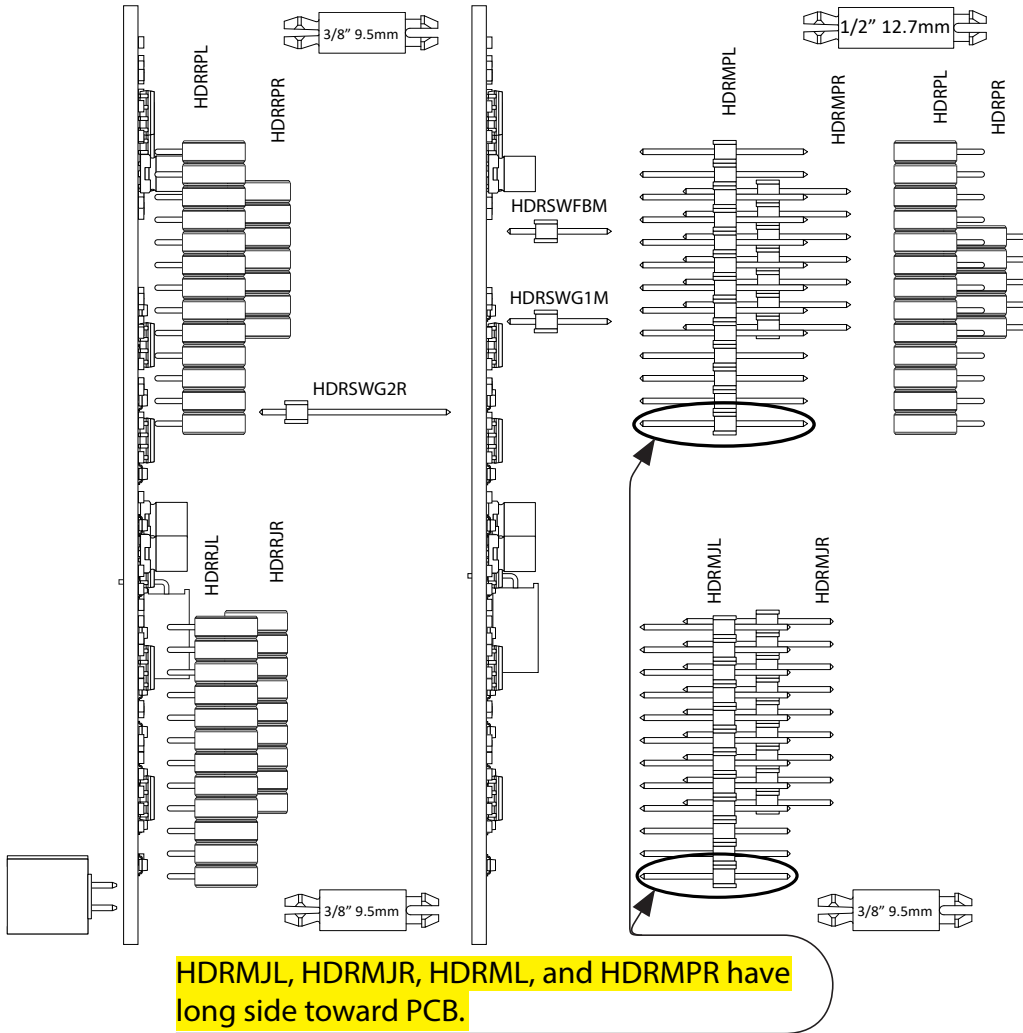 3/8” 9.5mm
1/2” 12.7mm
HDRRPL
HDRRPR
HDRMPL
HDRMPR
HDRPL
HDRPR
HDRSWFBM
HDRSWG1M
HDRSWG2R
HDRRJL
HDRRJR
HDRMJL
HDRMJR
3/8” 9.5mm
3/8” 9.5mm
HDRMJL, HDRMJR, HDRML, and HDRMPR have
long side toward PCB.